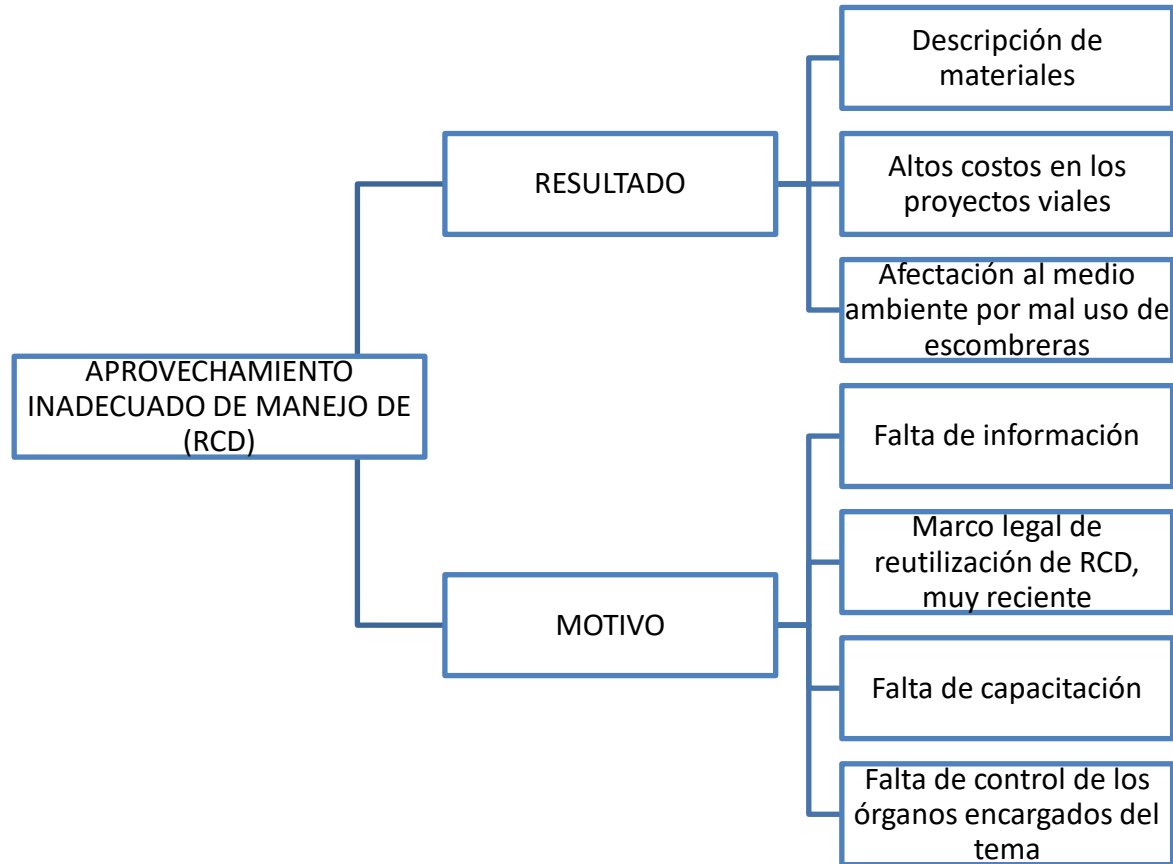 APROVECHAMIENTO
INADECUADO DE MANEJO DE
(RCD)
RESULTADO
Descripción de
materiales
Altos costos en los
proyectos viales
Afectación al medio
ambiente por mal uso de
escombreras
MOTIVO
Falta de información
Marco legal de
reutilización de RCD,
muy reciente
Falta de capacitación
Falta de control de los
órganos encargados del
tema